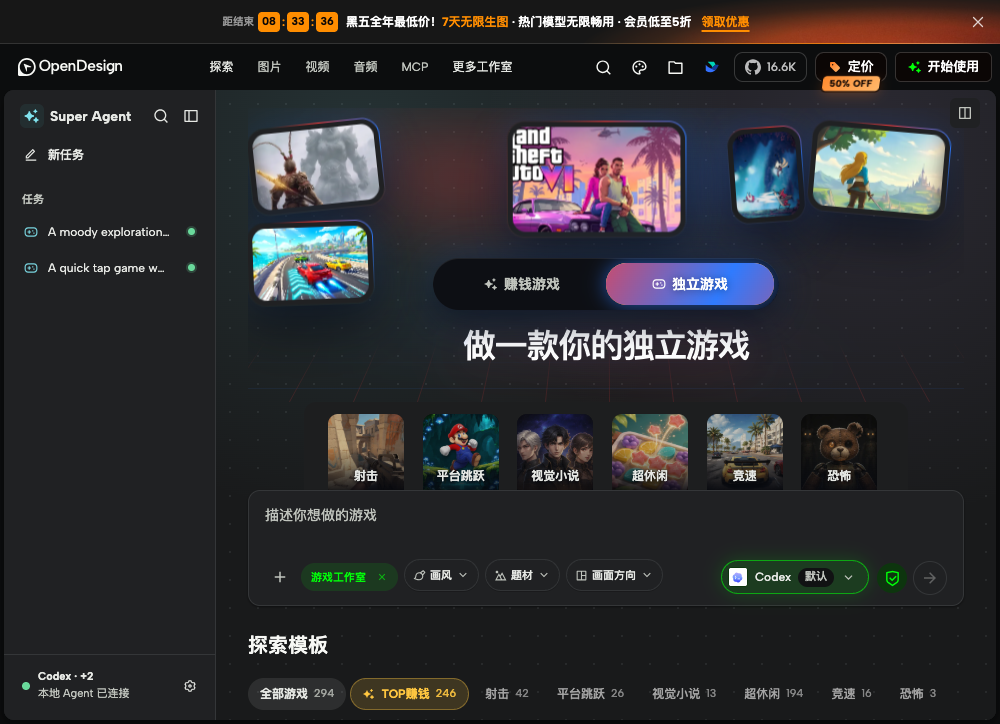 距结束 08 : 33 : 36 黑五全年最低价！7天无限生图 · 热门模型无限畅用 · 会员低至5折 领取优惠
OpenDesign 探索 图片 视频 音频 MCP 更多工作室 16.6K 定价 开始使用
50% OFF
Super Agent
新任务
任务
A moody exploration...
A quick tap game w...
Codex · +2
本地 Agent 已连接
and
heft
uto
VI
赚钱游戏 独立游戏
做一款你的独立游戏
射击 平台跳跃 视觉小说 超休闲 竞速 恐怖
描述你想做的游戏
游戏工作室 × 画风 题材 画面方向 Codex 默认
探索模板
全部游戏 294 TOP赚钱 246 射击 42 平台跳跃 26 视觉小说 13 超休闲 194 竞速 16 恐怖 3